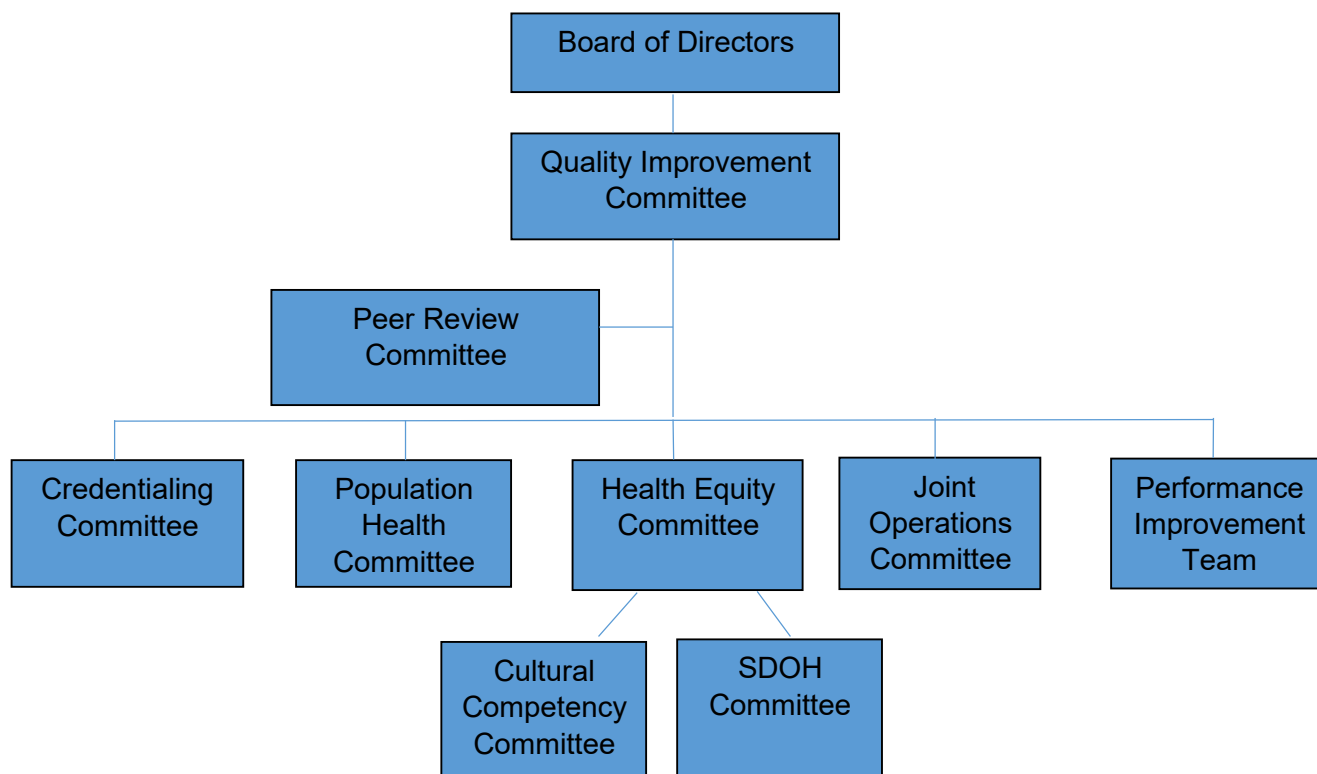 Board of Directors
Quality Improvement
Committee
Peer Review
Committee
Credentialing
Committee
Population
Health
Committee
Health Equity
Committee
Joint
Operations
Committee
Performance
Improvement
Team
Cultural
Competency
Committee
SDOH
Committee